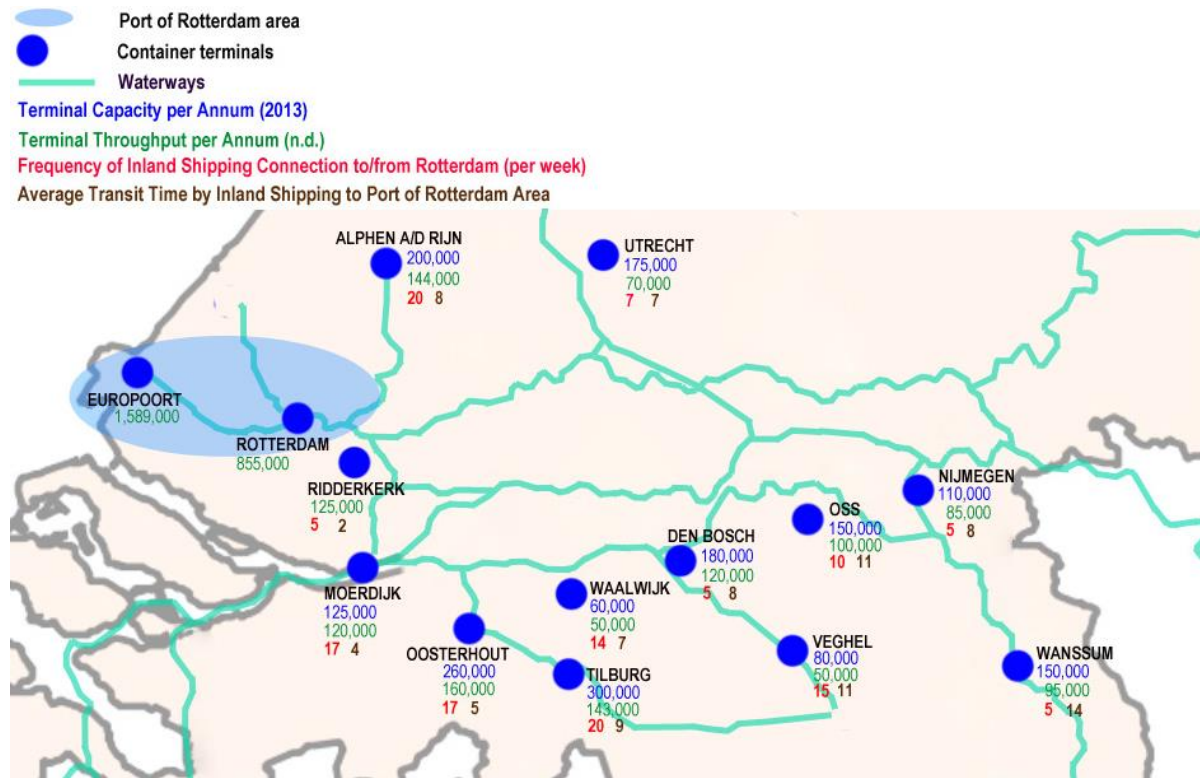 Port of Rotterdam area
Container terminals
Waterways
Terminal Capacity per Annum (2013)
Terminal Throughput per Annum (n.d.)
Frequency of Inland Shipping Connection to/from Rotterdam (per week)
Average Transit Time by Inland Shipping to Port of Rotterdam Area
ALPHEN A/D RIJN
200,000
144,000
20 8
UTRECHT
175,000
70,000
7 7
EUROPOORT
1,589,000
ROTTERDAM
855,000
RIDDERKERK
125,000
5 2
NIJMEGEN
110,000
85,000
5 8
OSS
150,000
100,000
10 11
DEN BOSCH
180,000
120,000
5 8
MOERDIJK
125,000
120,000
17 4
WAALWIJK
60,000
50,000
14 7
OOSTERHOUT
260,000
160,000
17 5
TILBURG
300,000
143,000
20 9
VEGHEL
80,000
50,000
15 11
WANSSUM
150,000
95,000
5 14